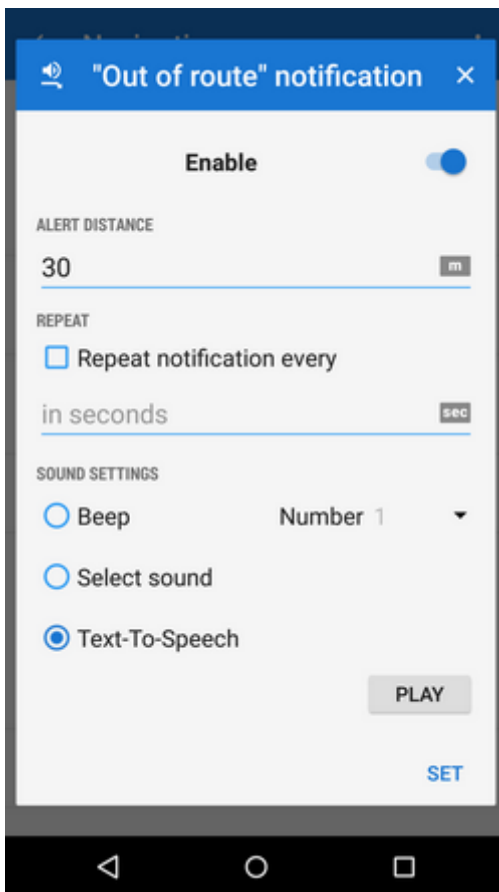 "Out of route" notification
Enable
ALERT DISTANCE
30 m
REPEAT
Repeat notification every
in seconds sec
SOUND SETTINGS
Beep Number 1
Select sound
Text-To-Speech
PLAY
SET